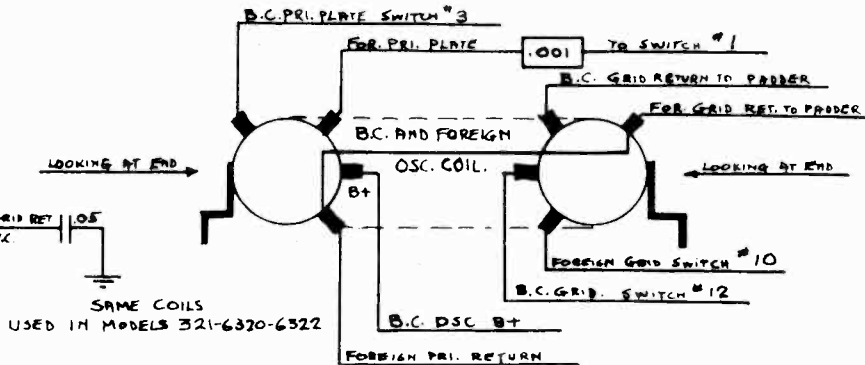 B.C. PRI. PLATE SWITCH #3
FOR. PRI. PLATE
.001
TO SWITCH #1
B.C. GRID RETURN TO PADDER
FOR. GRID RET. TO PADDER
B.C. AND FOREIGN
OSC. COIL.
LOOKING AT END
LOOKING AT END
B+
GRID RET
.05
SAME COILS
USED IN MODELS 321-6320-6322
FOREIGN GRID SWITCH #10
B.C. GRID. SWITCH #12
B.C. OSC B+
FOREIGN PRI. RETURN